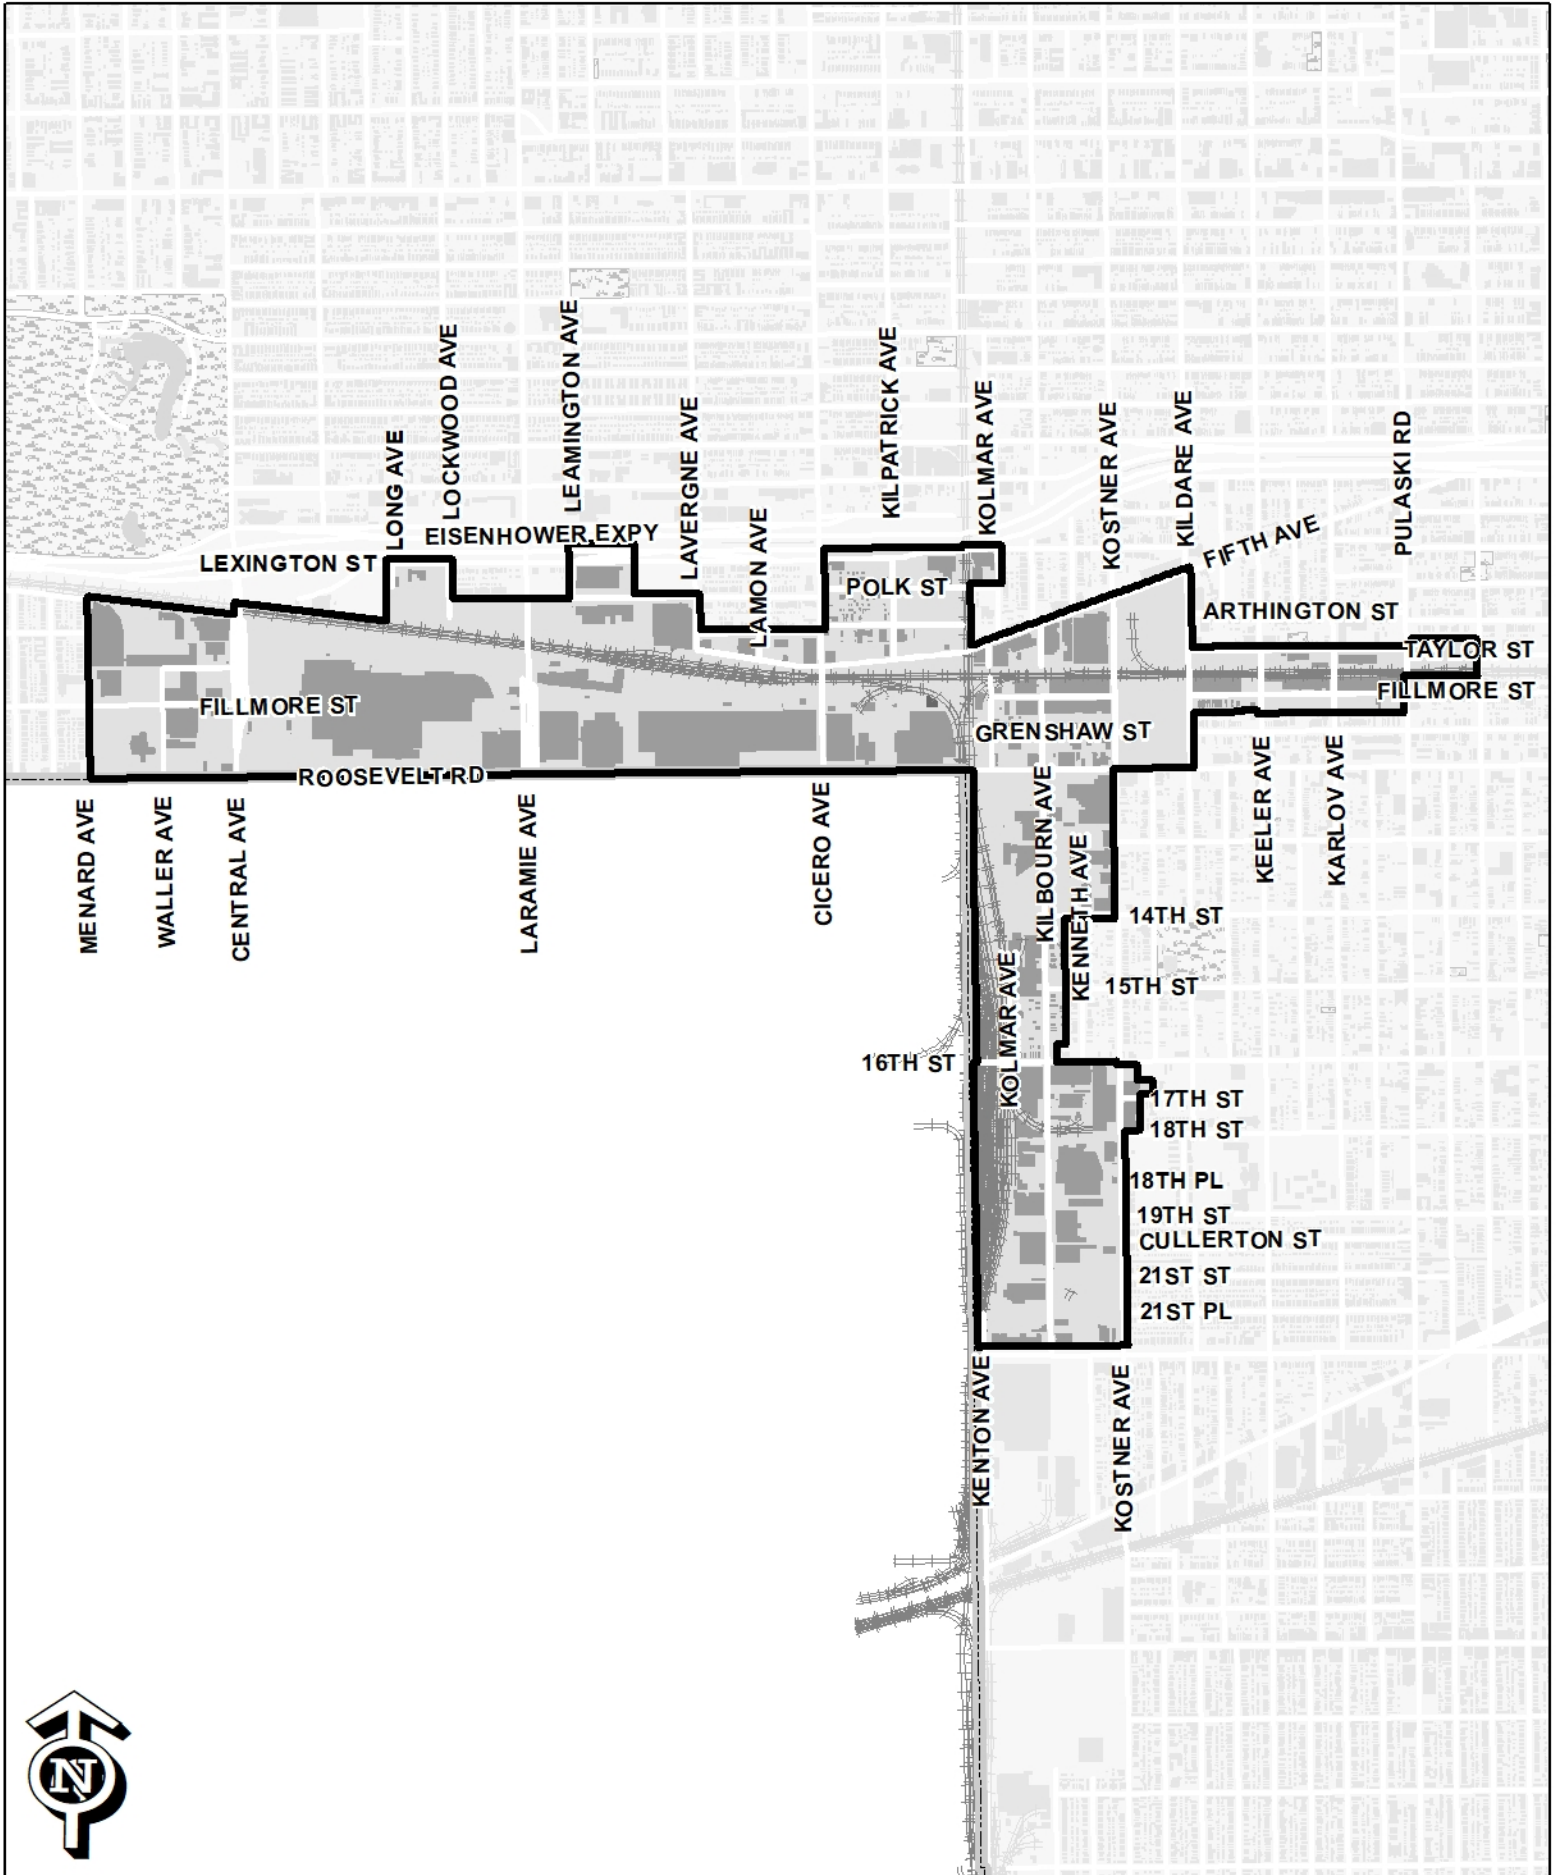 LONG AVE
LOCKWOOD AVE
LEAMINGTON AVE
LAVERGNE AVE
LAMON AVE
KILPATRICK AVE
KOLMAR AVE
KOSTNER AVE
KILDARE AVE
PULASKI RD
EISENHOWER EXPY
LEXINGTON ST
FIFTH AVE
POLK ST
ARTHINGTON ST
TAYLOR ST
FILLMORE ST
FILLMORE ST
GRENSHAW ST
ROOSEVELT RD
MENARD AVE
WALLER AVE
CENTRAL AVE
LARAMIE AVE
CICERO AVE
KILBOURN AVE
KENNETH AVE
KEELER AVE
KARLOV AVE
14TH ST
15TH ST
KOLMAR AVE
16TH ST
17TH ST
18TH ST
18TH PL
19TH ST
CULLERTON ST
21ST ST
21ST PL
KENTON AVE
KOSTNER AVE
N